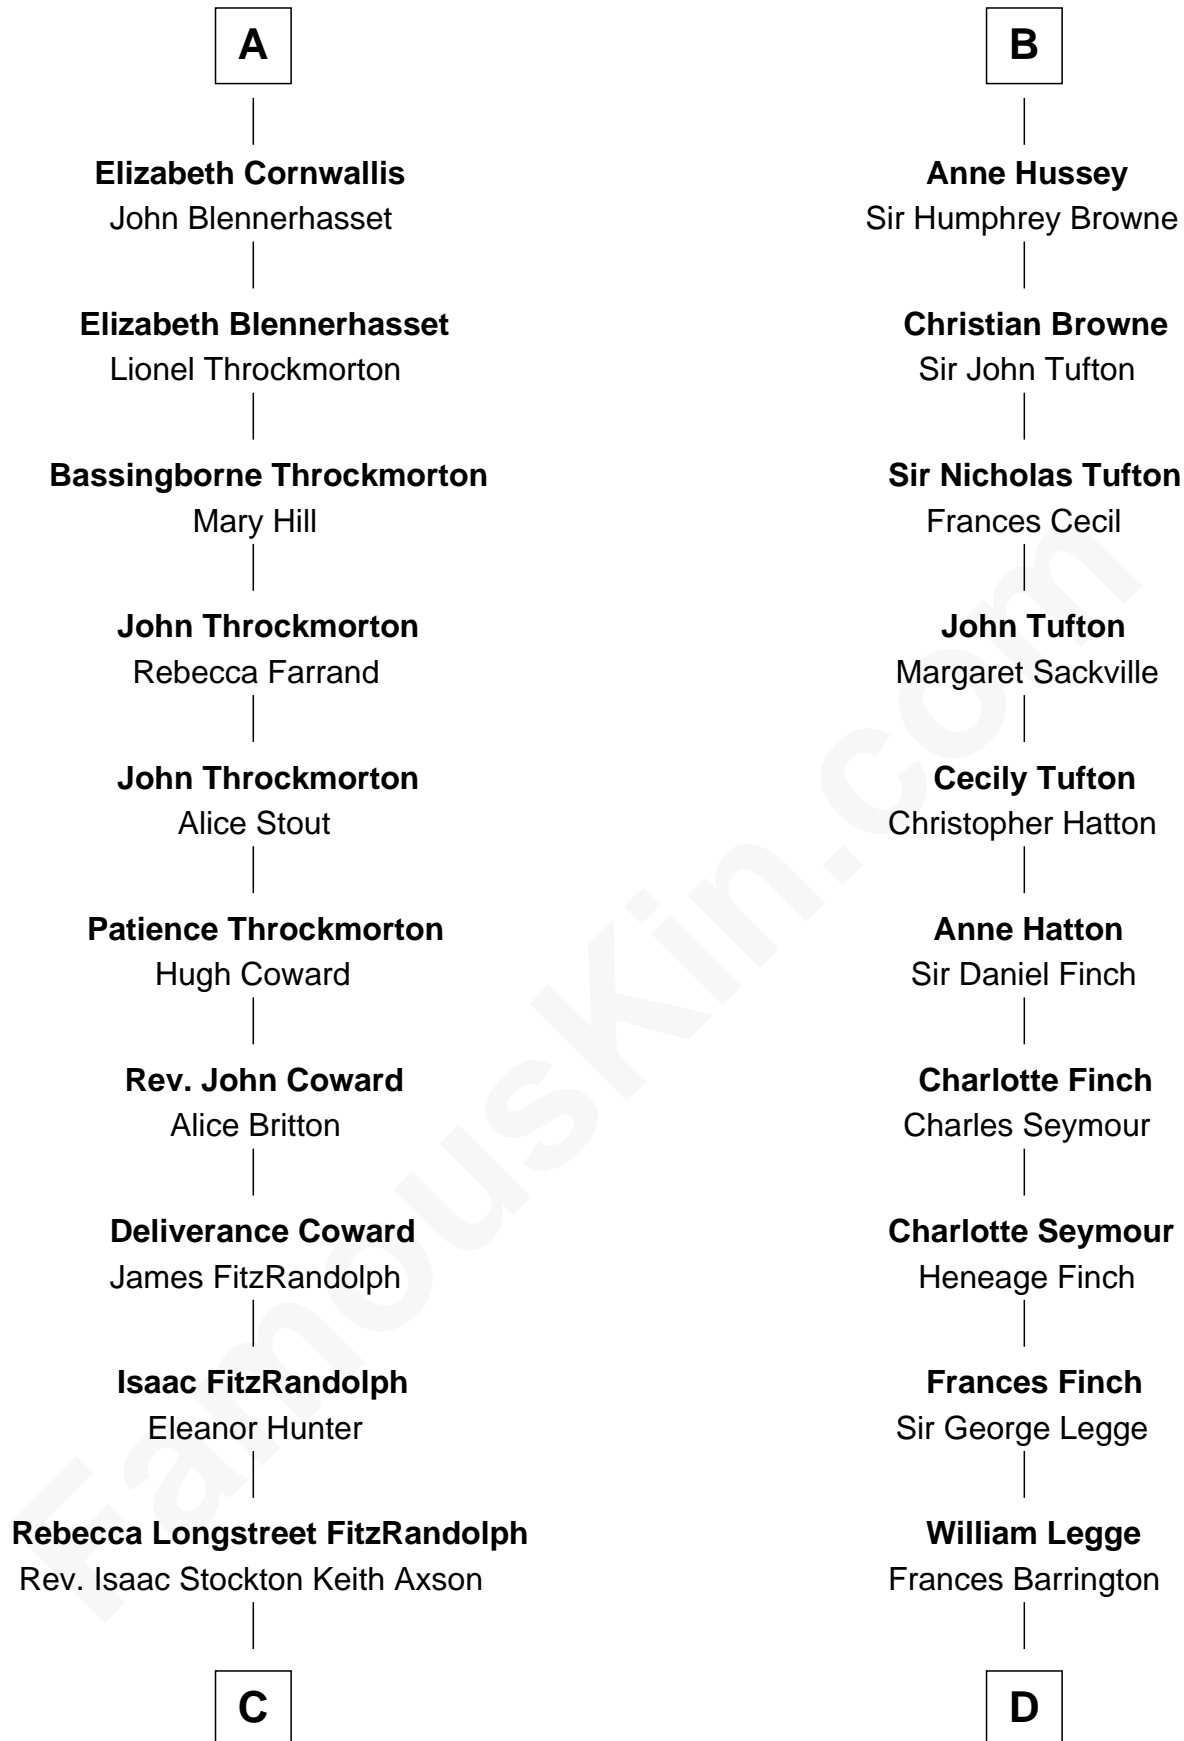 A
Elizabeth Cornwallis
John Blennerhasset
Elizabeth Blennerhasset
Lionel Throckmorton
Bassingborne Throckmorton
Mary Hill
John Throckmorton
Rebecca Farrand
John Throckmorton
Alice Stout
Patience Throckmorton
Hugh Coward
Rev. John Coward
Alice Britton
Deliverance Coward
James FitzRandolph
Isaac FitzRandolph
Eleanor Hunter
Rebecca Longstreet FitzRandolph
Rev. Isaac Stockton Keith Axson
C
B
Anne Hussey
Sir Humphrey Browne
Christian Browne
Sir John Tufton
Sir Nicholas Tufton
Frances Cecil
John Tufton
Margaret Sackville
Cecily Tufton
Christopher Hatton
Anne Hatton
Sir Daniel Finch
Charlotte Finch
Charles Seymour
Charlotte Seymour
Heneage Finch
Frances Finch
Sir George Legge
William Legge
Frances Barrington
D
FamousKin.com